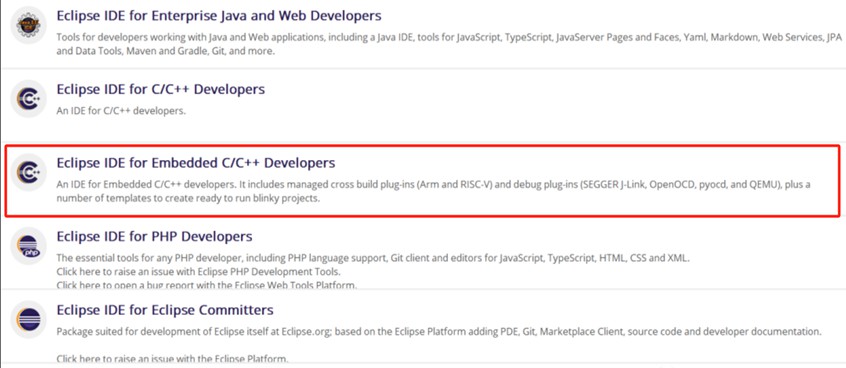 Eclipse IDE for Enterprise Java and Web Developers
Tools for developers working with Java and Web applications, including a Java IDE, tools for JavaScript, TypeScript, JavaServer Pages and Faces, Yaml, Markdown, Web Services, JPA
and Data Tools, Maven and Gradle, Git, and more.
Eclipse IDE for C/C++ Developers
An IDE for C/C++ developers.
Eclipse IDE for Embedded C/C++ Developers
An IDE for Embedded C/C++ developers. It includes managed cross build plug-ins (Arm and RISC-V) and debug plug-ins (SEGGER J-Link, OpenOCD, pyocd, and QEMU), plus a
number of templates to create ready to run blinky projects.
Eclipse IDE for PHP Developers
The essential tools for any PHP developer, including PHP language support, Git client and editors for JavaScript, TypeScript, HTML, CSS and XML.
Click here to raise an issue with Eclipse PHP Development Tools.
Click here to open a bug report with the Eclipse Web Tools Platform.
Eclipse IDE for Eclipse Committers
Package suited for development of Eclipse itself at Eclipse.org; based on the Eclipse Platform adding PDE, Git, Marketplace Client, source code and developer documentation.
Click here to raise an issue with the Eclipse Platform.